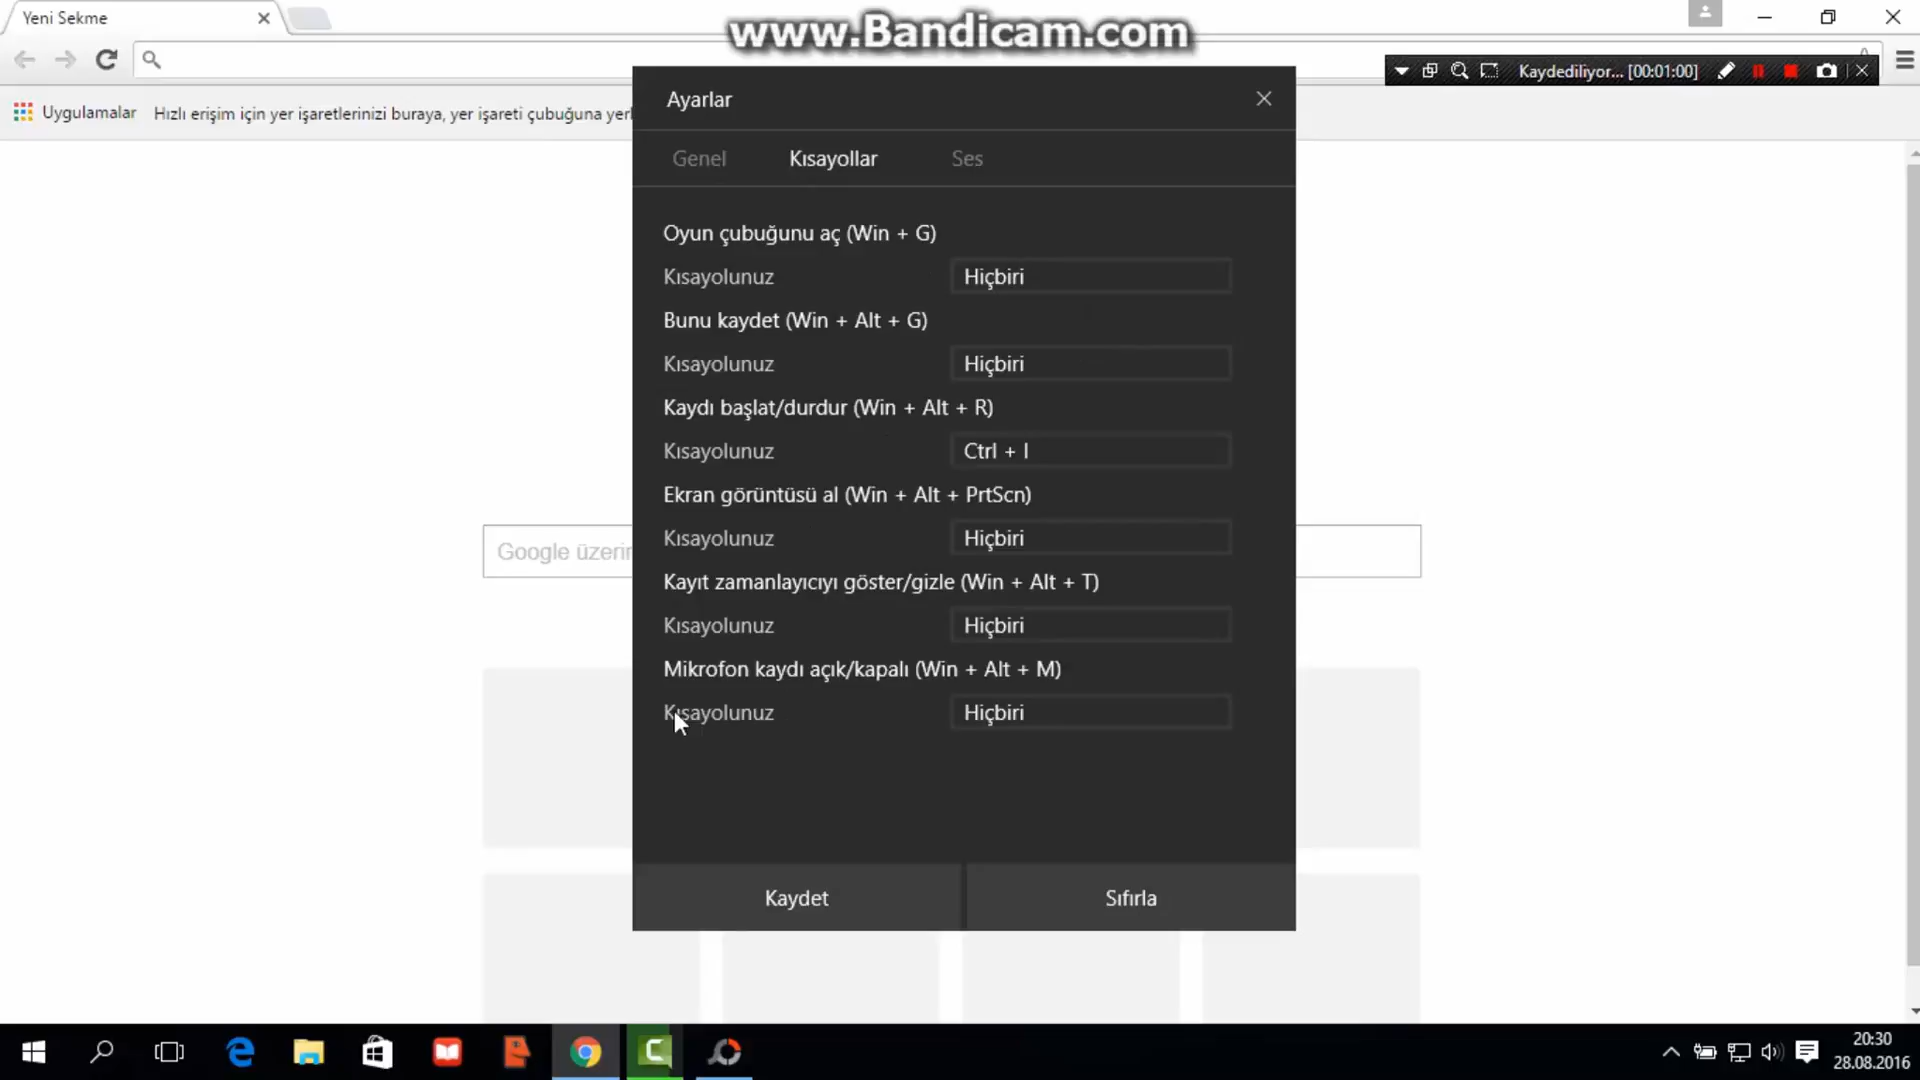 Yeni Sekme
www.Bandicam.com
Kaydediliyor... [00:01:00]
Uygulamalar Hızlı erişim için yer işaretlerinizi buraya, yer işareti çubuğuna
Ayarlar
Genel Kısayollar Ses
Oyun çubuğunu aç (Win + G)
Kısayolunuz Hiçbiri
Bunu kaydet (Win + Alt + G)
Kısayolunuz Hiçbiri
Kaydı başlat/durdur (Win + Alt + R)
Kısayolunuz Ctrl + I
Ekran görüntüsü al (Win + Alt + PrtScn)
Kısayolunuz Hiçbiri
Google
Kayıt zamanlayıcıyı göster/gizle (Win + Alt + T)
Kısayolunuz Hiçbiri
Mikrofon kaydı açık/kapalı (Win + Alt + M)
Kısayolunuz Hiçbiri
Kaydet Sıfırla
20:30
28.08.2016